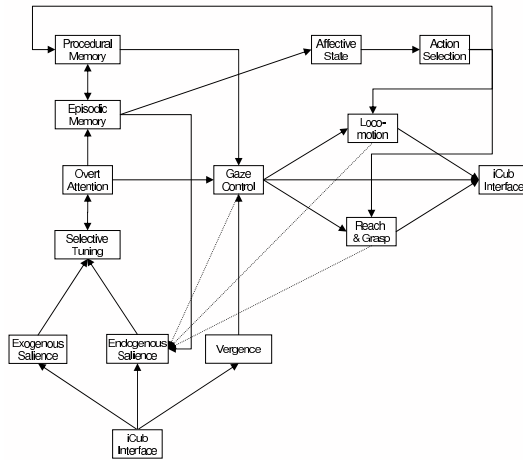 Procedural
Memory
Affective
State
Action
Selection
Episodic
Memory
Loco-
motion
Overt
Attention
Gaze
Control
iCub
Interface
Selective
Tuning
Reach
& Grasp
Exogenous
Salience
Endogenous
Salience
Vergence
iCub
Interface